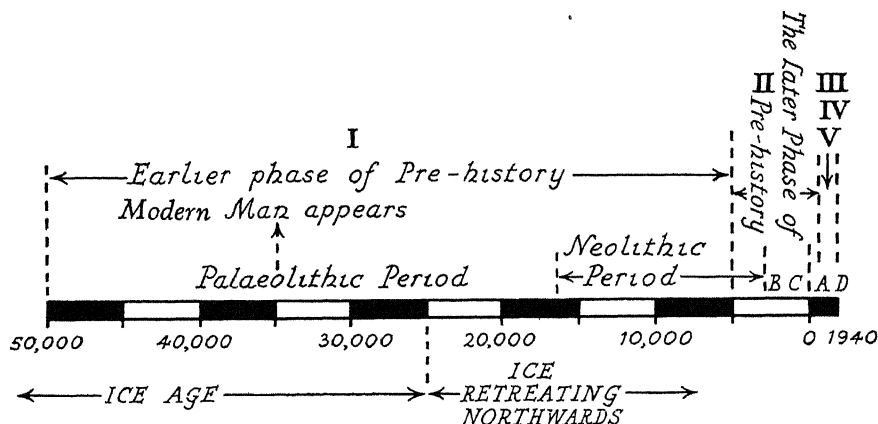 The Later Phase of
Pre-history
II
III
IV
V
I
Earlier phase of Pre-history
Modern Man appears
Palaeolithic Period
Neolithic
Period
B C
A D
50,000 40,000 30,000 20,000 10,000 0 1940
ICE AGE
ICE
RETREATING
NORTHWARDS